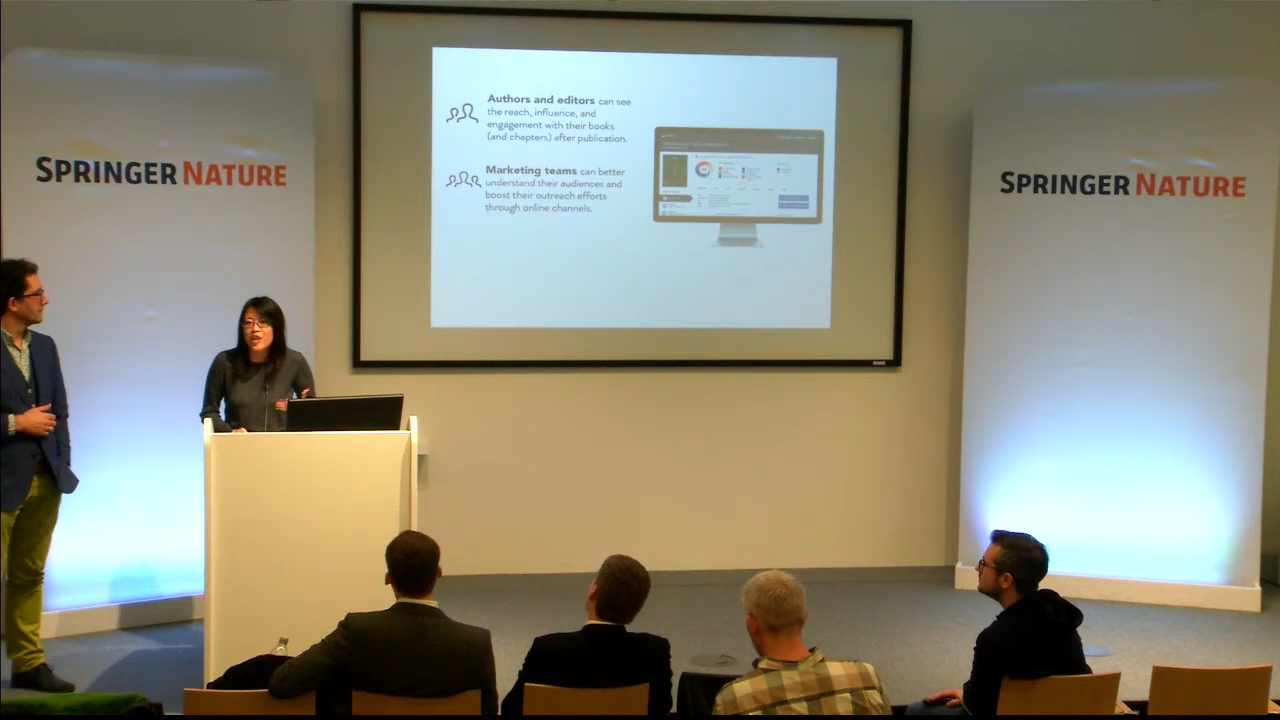 SPRINGER NATURE
Authors and editors can see
the reach, influence, and
engagement with their books
(and chapters) after publication.
Marketing teams can better
understand their audiences and
boost their outreach efforts
through online channels.
SPRINGER NATURE